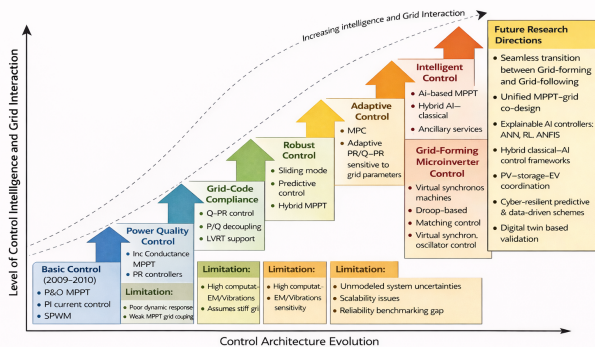 Increasing intelligence and Grid Interaction
Level of Control Intelligence and Grid Interaction
Control Architecture Evolution
Basic Control
(2009–2010)
• P&O MPPT
• PI current control
• SPWM
Power Quality
Control
• Inc Conductance
MPPT
• PR controllers
Limitation:
• Poor dynamic response
• Weak MPPT grid couping
Grid-Code
Compliance
• Q-PR control
• P/Q decoupling
• LVRT support
Limitation:
• High computat-
• EM/Vibrations
• Assumes stiff gri
Robust
Control
• Sliding mode
• Predictive
control
• Hybrid MPPT
Limitation:
• High computat.
• EM/Vibrations
sensitivity
Adaptive
Control
• MPC
• Adaptive
PR/Q–PR
sensitive to
grid parameters
Limitation:
• Unmodeled system uncertainties
• Scalability issues
• Reliability benchmarking gap
Intelligent
Control
• Ai-based MPPT
• Hybrid AI–
classical
• Ancillary services
Grid-Forming
Microinverter
Control
• Virtual synchronos
machines
• Droop-based
• Matching control
• Virtual synchron.
oscillator control
Future Research
Directions
• Seamless transition
between Grid-forming
and Grid-following
• Unified MPPT–grid
co-design
• Explainable AI controllers:
ANN, RL, ANFIS
• Hybrid classical–AI
control frameworks
• PV–storage–EV
coordination
• Cyber-resilient predictive
& data-driven schemes
• Digital twin based
validation